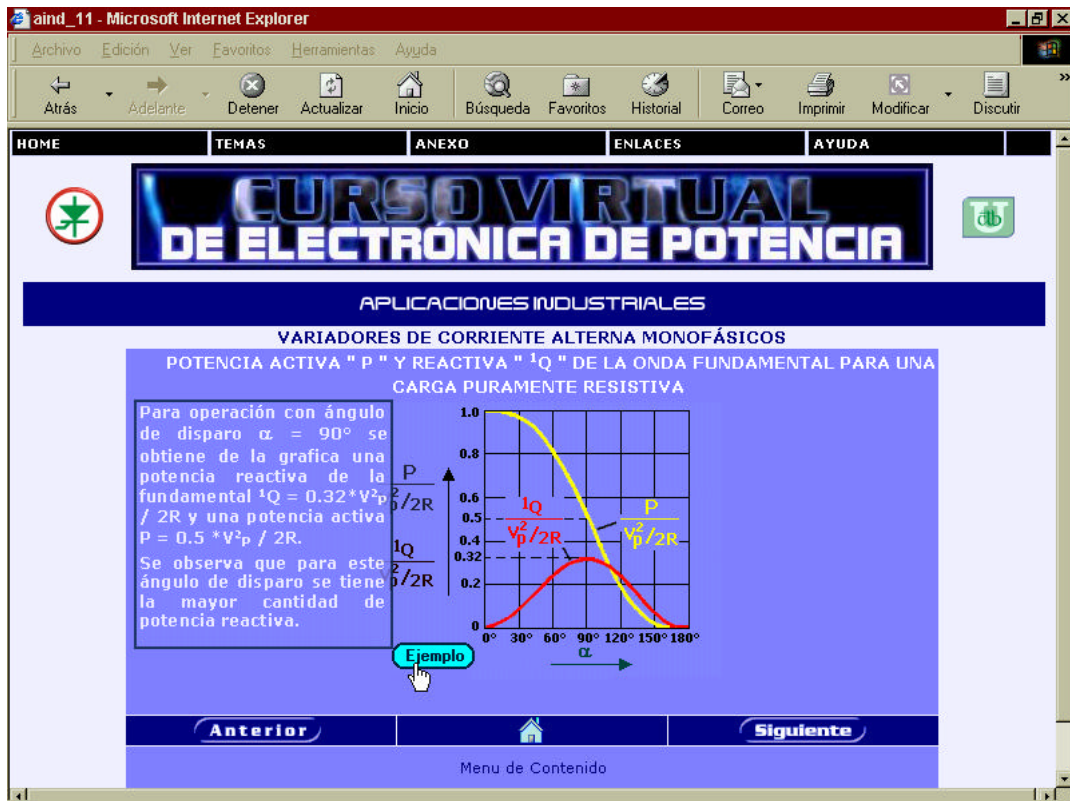 aind_11 - Microsoft Internet Explorer
Archivo Edición Ver Favoritos Herramientas Ayuda
Atrás Adelante Detener Actualizar Inicio Búsqueda Favoritos Historial Correo Imprimir Modificar Discutir »
HOME TEMAS ANEXO ENLACES AYUDA
CURSO VIRTUAL
DE ELECTRÓNICA DE POTENCIA
APLICACIONES INDUSTRIALES
VARIADORES DE CORRIENTE ALTERNA MONOFÁSICOS
POTENCIA ACTIVA " P " Y REACTIVA " ¹Q " DE LA ONDA FUNDAMENTAL PARA UNA
CARGA PURAMENTE RESISTIVA
Para operación con ángulo
de disparo α = 90° se
obtiene de la grafica una
potencia reactiva de la
fundamental ¹Q = 0.32*V²p
/ 2R y una potencia activa
P = 0.5 *V²p / 2R.
Se observa que para este
ángulo de disparo se tiene
la mayor cantidad de
potencia reactiva.
P
/2R
¹Q
/2R
1.0
0.8
0.6
0.5
0.4
0.32
0.2
0
¹Q
Vp²/2R
P
Vp²/2R
0° 30° 60° 90° 120° 150° 180°
α
Ejemplo
Anterior Siguiente
Menu de Contenido